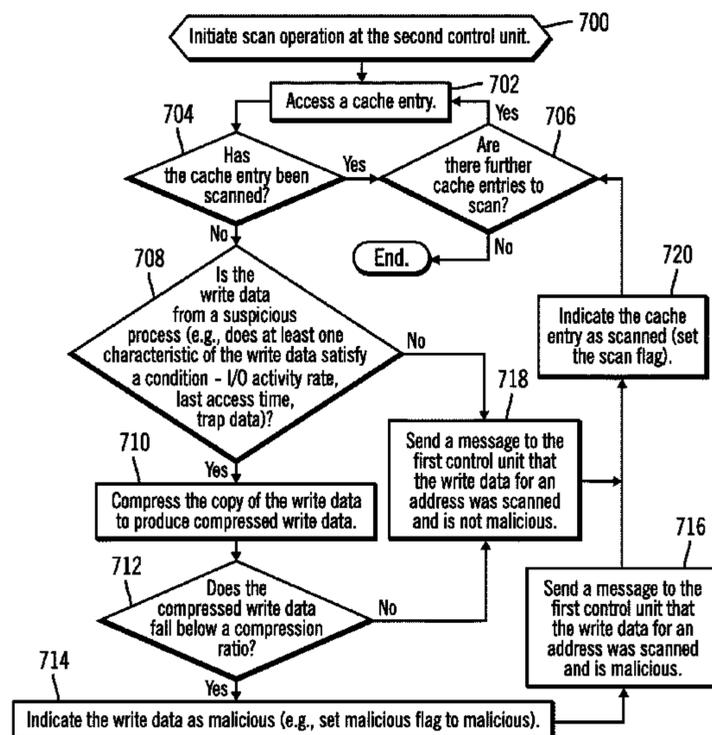 700
Initiate scan operation at the second control unit.
702
Access a cache entry.
704
Has
the cache entry been
scanned?
Yes
Yes
706
Are
there further
cache entries to
scan?
No
End.
No
708
Is the
write data
from a suspicious
process (e.g., does at least one
characteristic of the write data satisfy
a condition – I/O activity rate,
last access time,
trap data)?
No
720
Indicate the cache
entry as scanned (set
the scan flag).
718
Send a message to the
first control unit that
the write data for an
address was scanned
and is not malicious.
710
Yes
Compress the copy of the write data
to produce compressed write data.
712
Does the
compressed write data
fall below a compression
ratio?
No
716
Send a message to the
first control unit that
the write data for an
address was scanned
and is malicious.
714
Yes
Indicate the write data as malicious (e.g., set malicious flag to malicious).